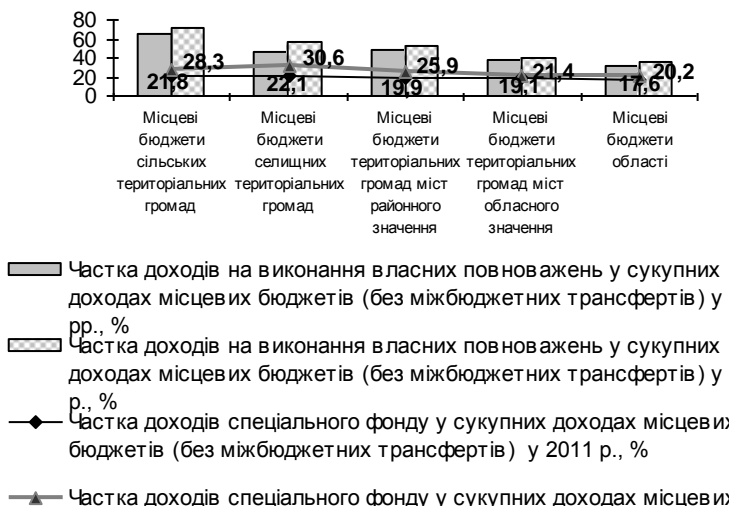 80
60
40
20
0
28,3 30,6 25,9 21,4 20,2
21,8 22,1 19,9 19,1 17,6
Місцеві бюджети сільських територіальних громад
Місцеві бюджети селищних територіальних громад
Місцеві бюджети територіальних громад міст районного значення
Місцеві бюджети територіальних громад міст обласного значення
Місцеві бюджети області
Частка доходів на виконання власних повноважень у сукупних
доходах місцевих бюджетів (без міжбюджетних трансфертів) у
рр., %
Частка доходів на виконання власних повноважень у сукупних
доходах місцевих бюджетів (без міжбюджетних трансфертів) у
р., %
Частка доходів спеціального фонду у сукупних доходах місцевих
бюджетів (без міжбюджетних трансфертів) у 2011 р., %
Частка доходів спеціального фонду у сукупних доходах місцевих